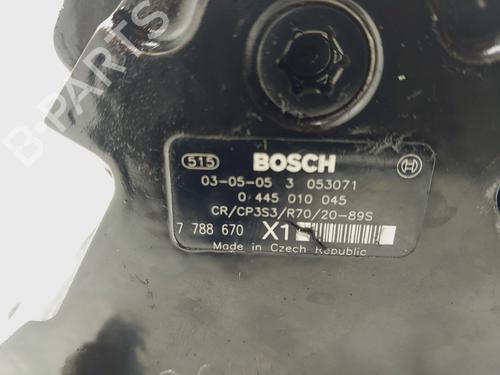 515 BOSCH
03-05-05 3 053071
0 445 010 045
CR/CP3S3/R70/20-89S
7 788 670 X1
Made in Czech Republic
B-PARTS